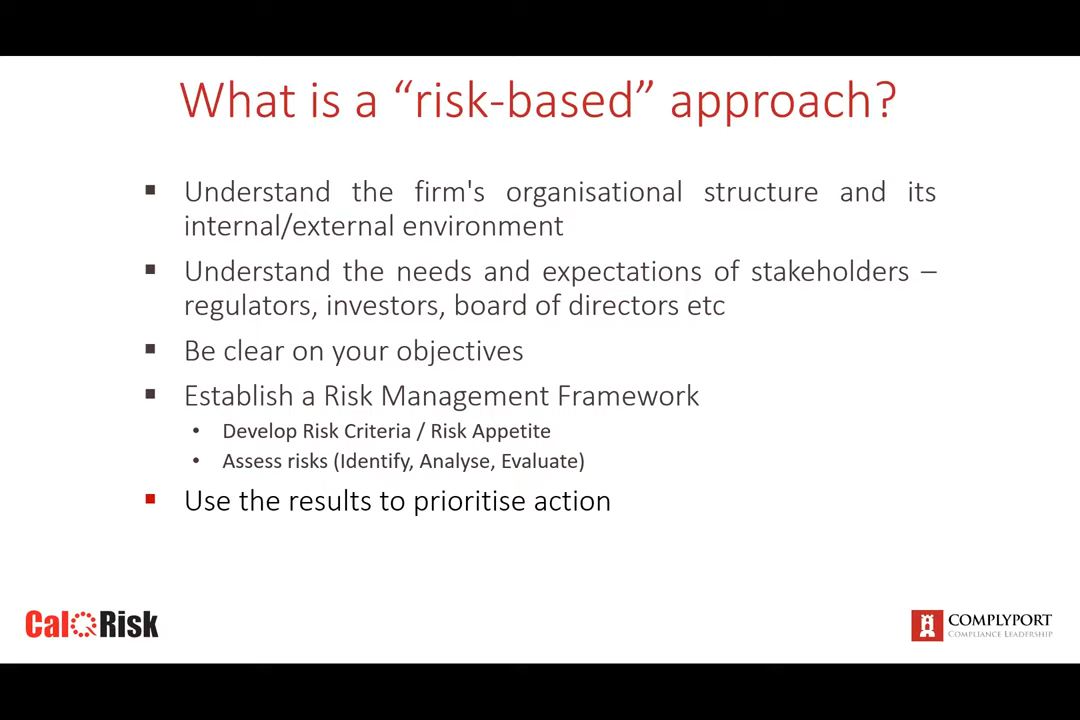 What is a “risk-based” approach?
▪ Understand the firm's organisational structure and its
internal/external environment
▪ Understand the needs and expectations of stakeholders –
regulators, investors, board of directors etc
▪ Be clear on your objectives
▪ Establish a Risk Management Framework
• Develop Risk Criteria / Risk Appetite
• Assess risks (Identify, Analyse, Evaluate)
▪ Use the results to prioritise action
CalQRisk
COMPLYPORT
COMPLIANCE LEADERSHIP